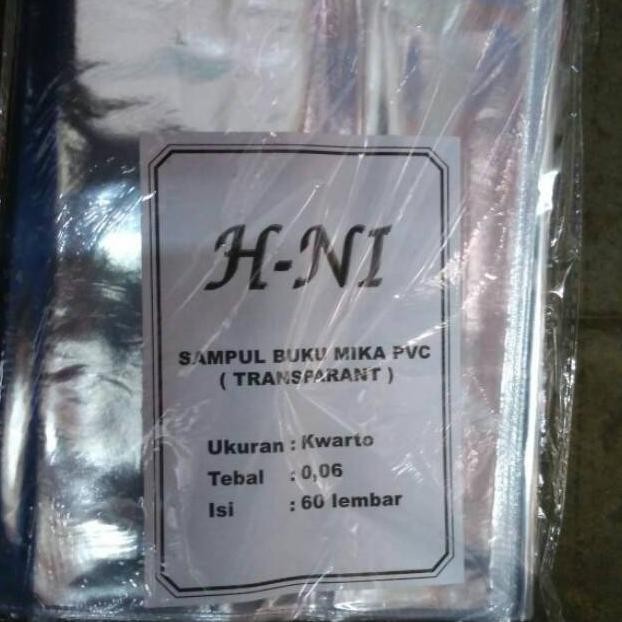 H-NI
SAMPUL BUKU MIKA PVC
( TRANSPARANT )
Ukuran : Kwarto
Tebal : 0,06
Isi : 60 lembar